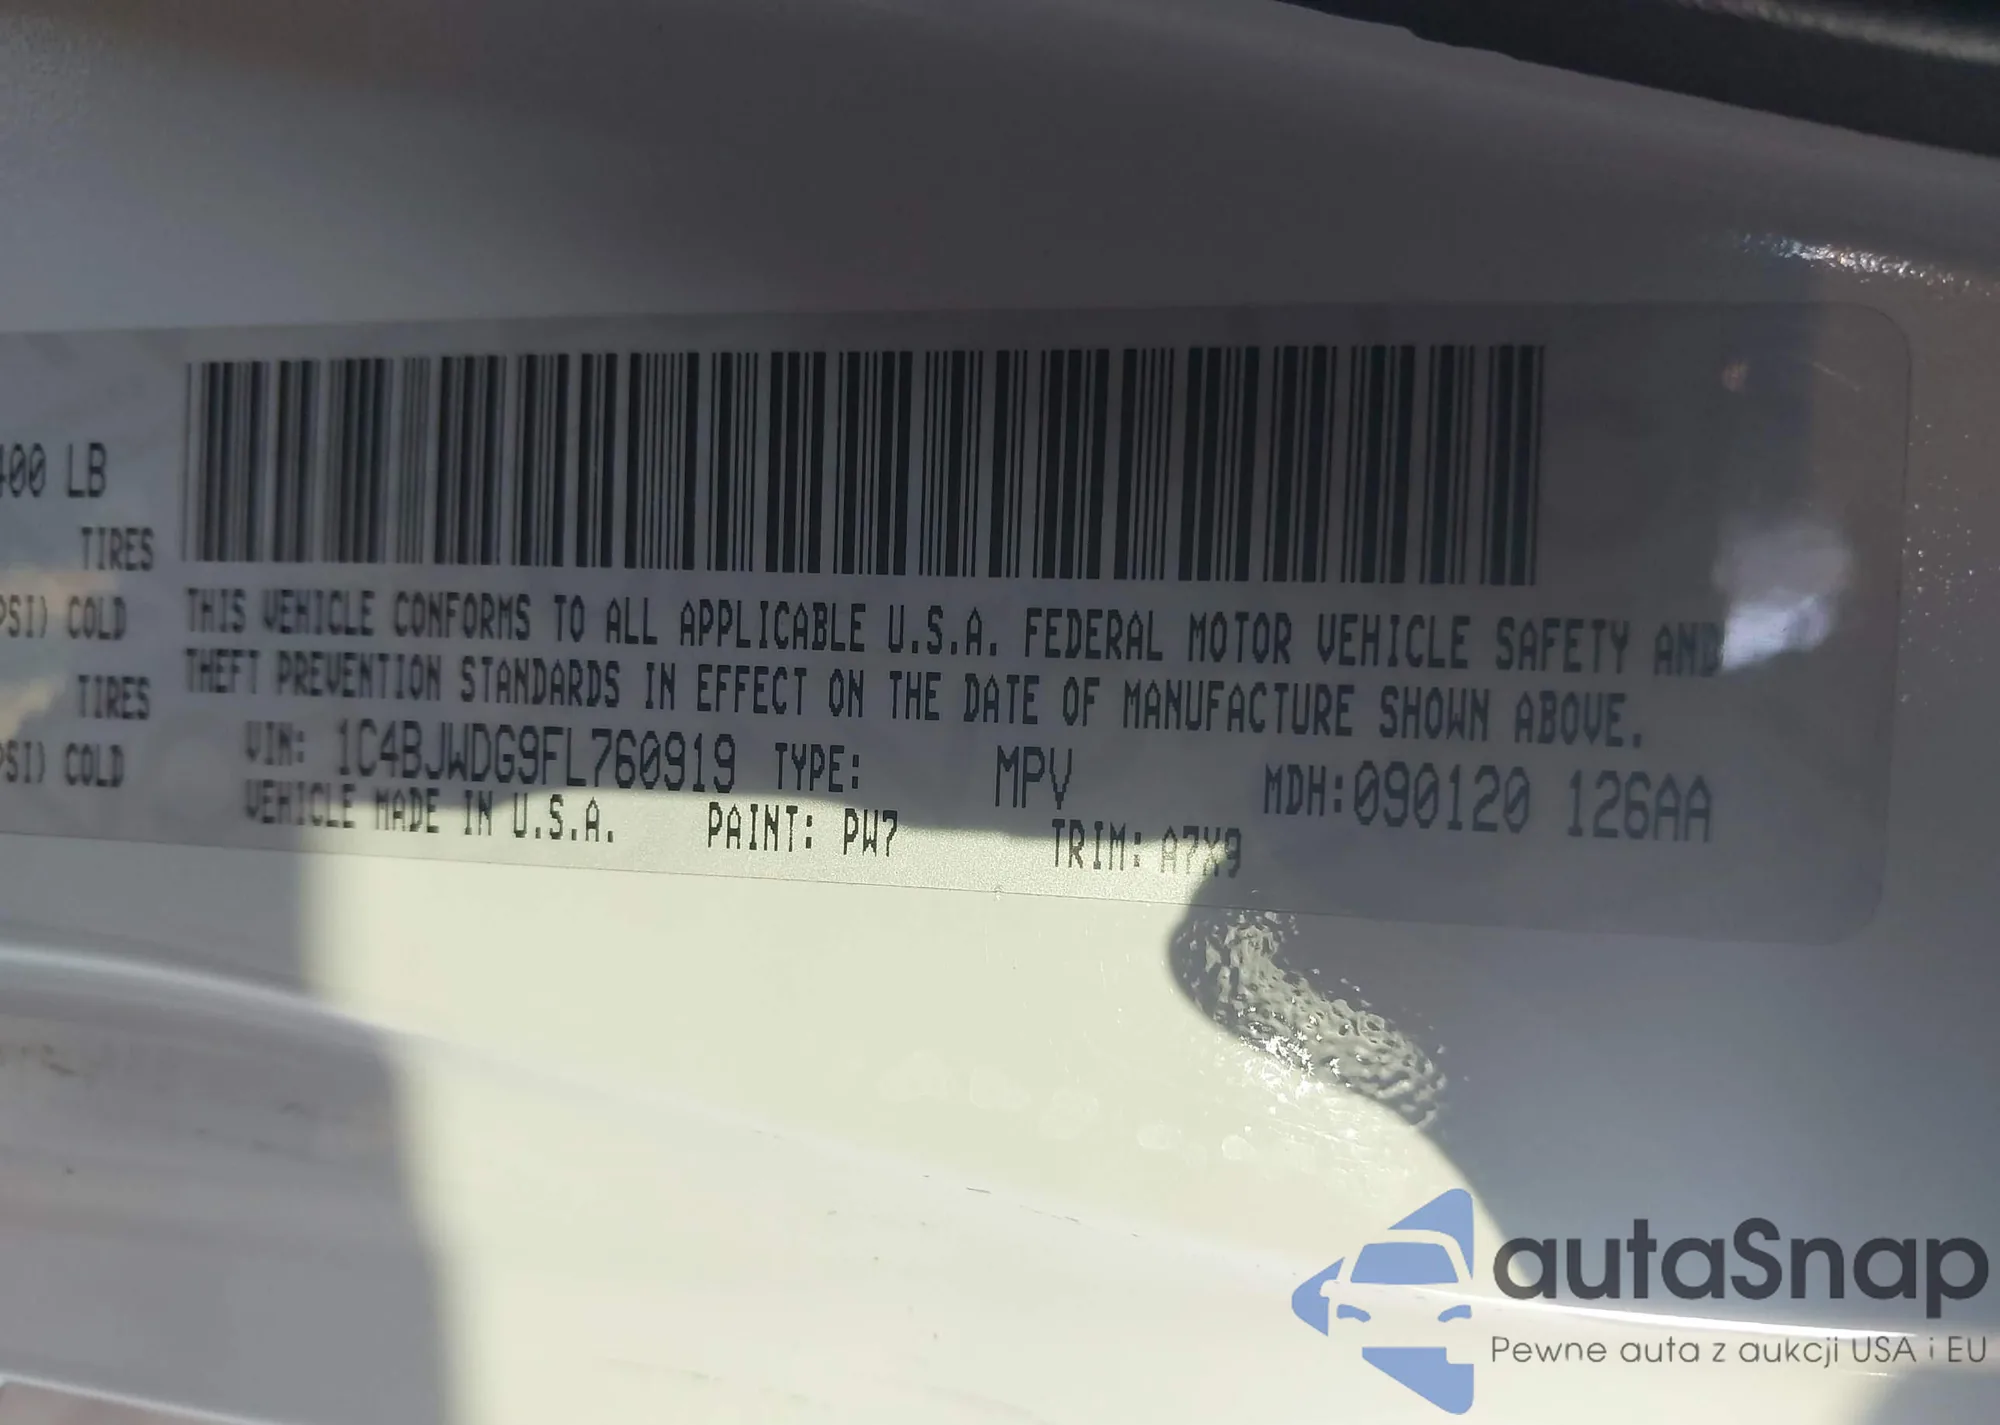 400 LB
TIRES
PSI) COLD
TIRES
PSI) COLD
THIS VEHICLE CONFORMS TO ALL APPLICABLE U.S.A. FEDERAL MOTOR VEHICLE SAFETY AND
THEFT PREVENTION STANDARDS IN EFFECT ON THE DATE OF MANUFACTURE SHOWN ABOVE.
VIN: 1C4BJWDG9FL760919 TYPE: MPV MDH:090120 126AA
VEHICLE MADE IN U.S.A. PAINT: PW7 TRIM: A7X9
autaSnap
Pewne auta z aukcji USA i EU